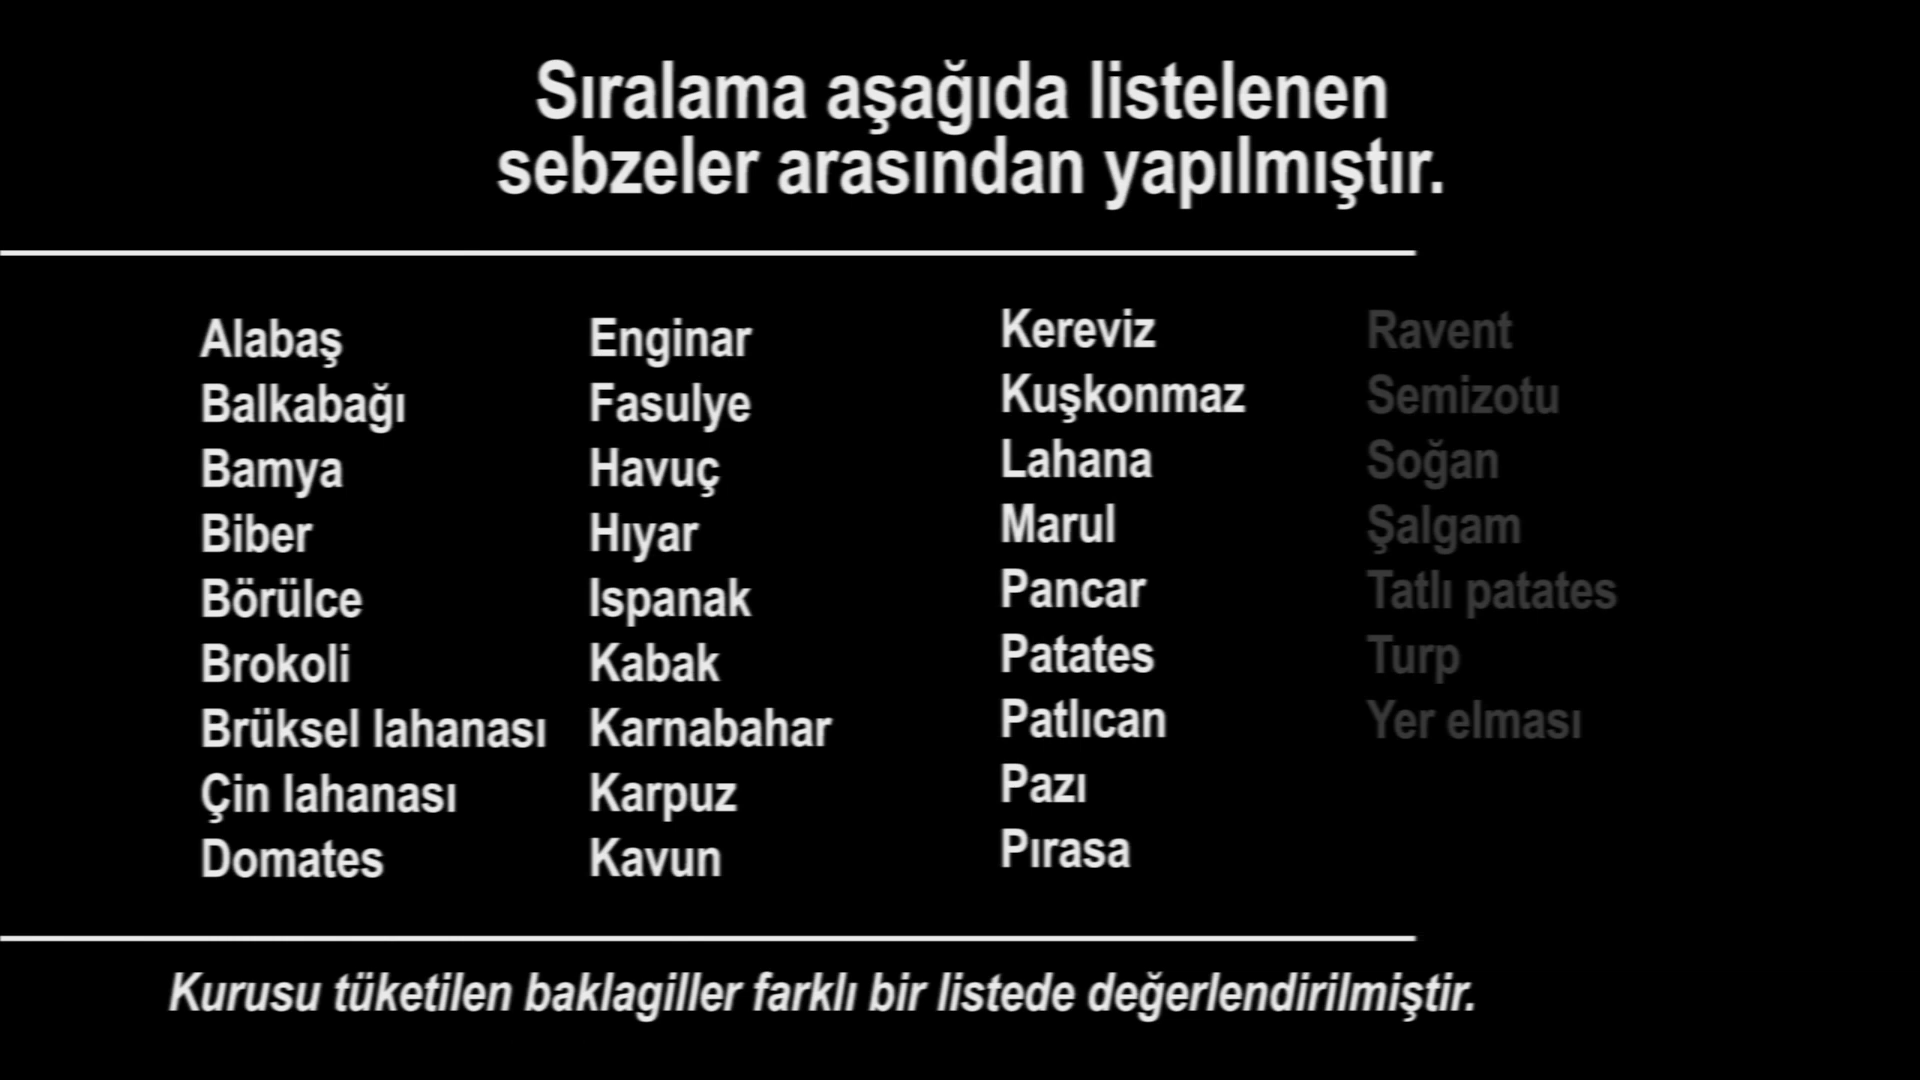 Sıralama aşağıda listelenen
sebzeler arasından yapılmıştır.
Alabaş
Balkabağı
Bamya
Biber
Börülce
Brokoli
Brüksel lahanası
Çin lahanası
Domates
Enginar
Fasulye
Havuç
Hıyar
Ispanak
Kabak
Karnabahar
Karpuz
Kavun
Kereviz
Kuşkonmaz
Lahana
Marul
Pancar
Patates
Patlıcan
Pazı
Pırasa
Ravent
Semizotu
Soğan
Şalgam
Tatlı patates
Turp
Yer elması
Kurusu tüketilen baklagiller farklı bir listede değerlendirilmiştir.